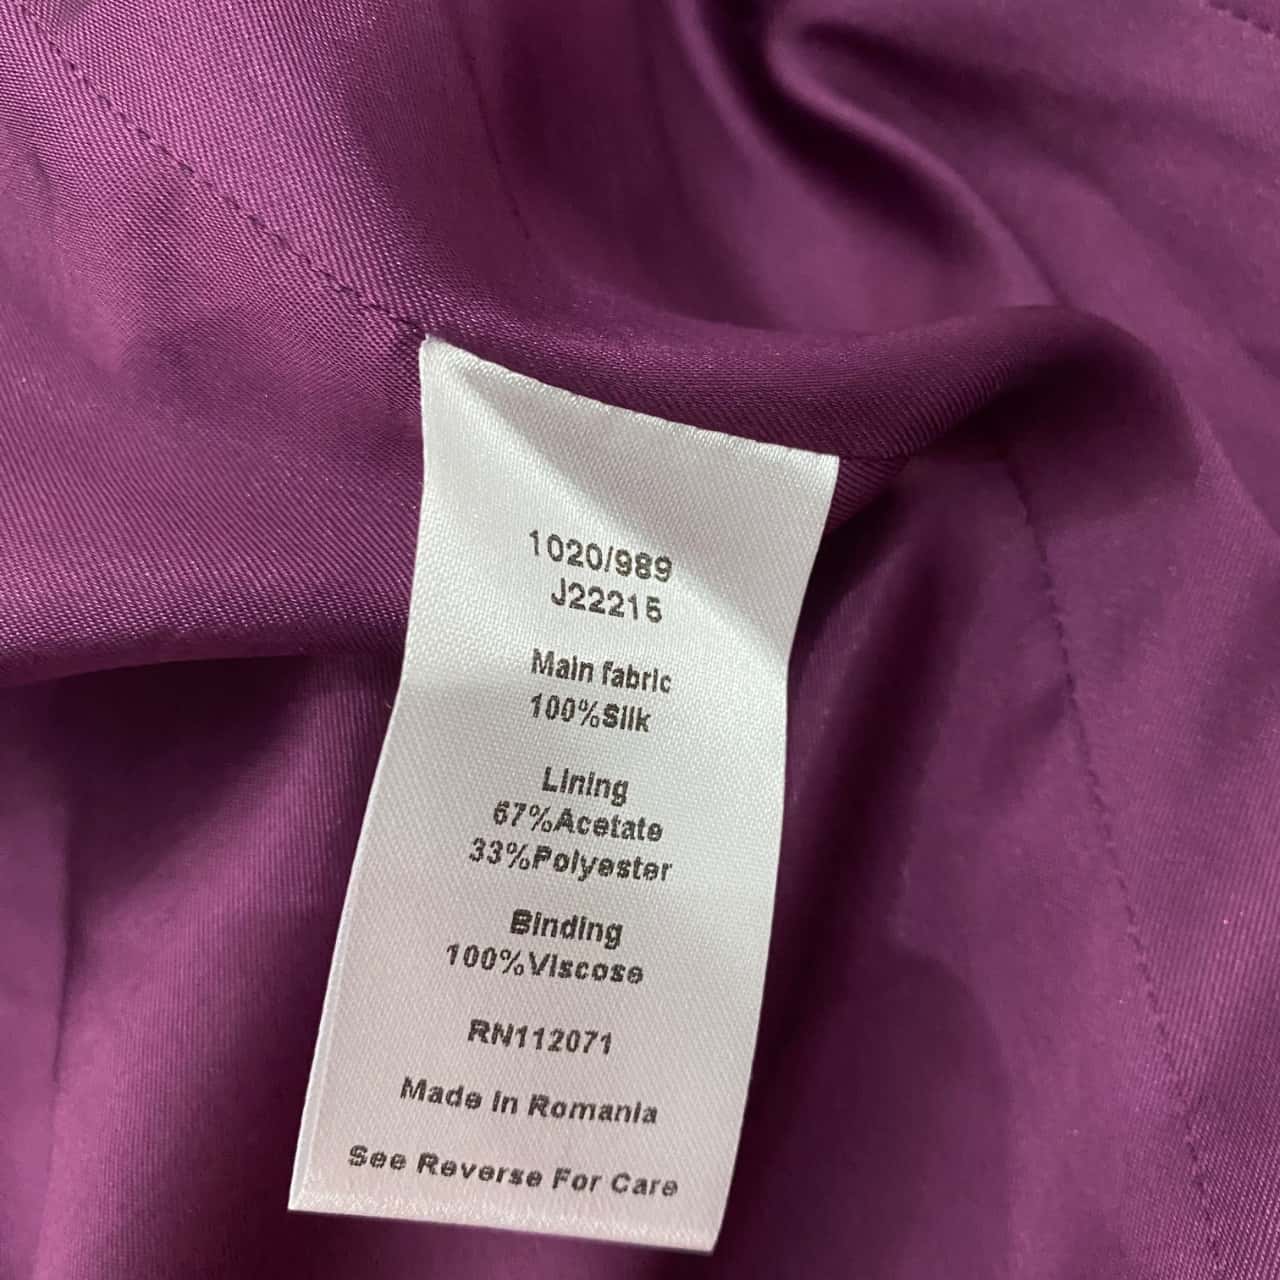 1020/989
J22215
Main fabric
100%Silk
Lining
67%Acetate
33%Polyester
Binding
100%Viscose
RN112071
Made In Romania
See Reverse For Care